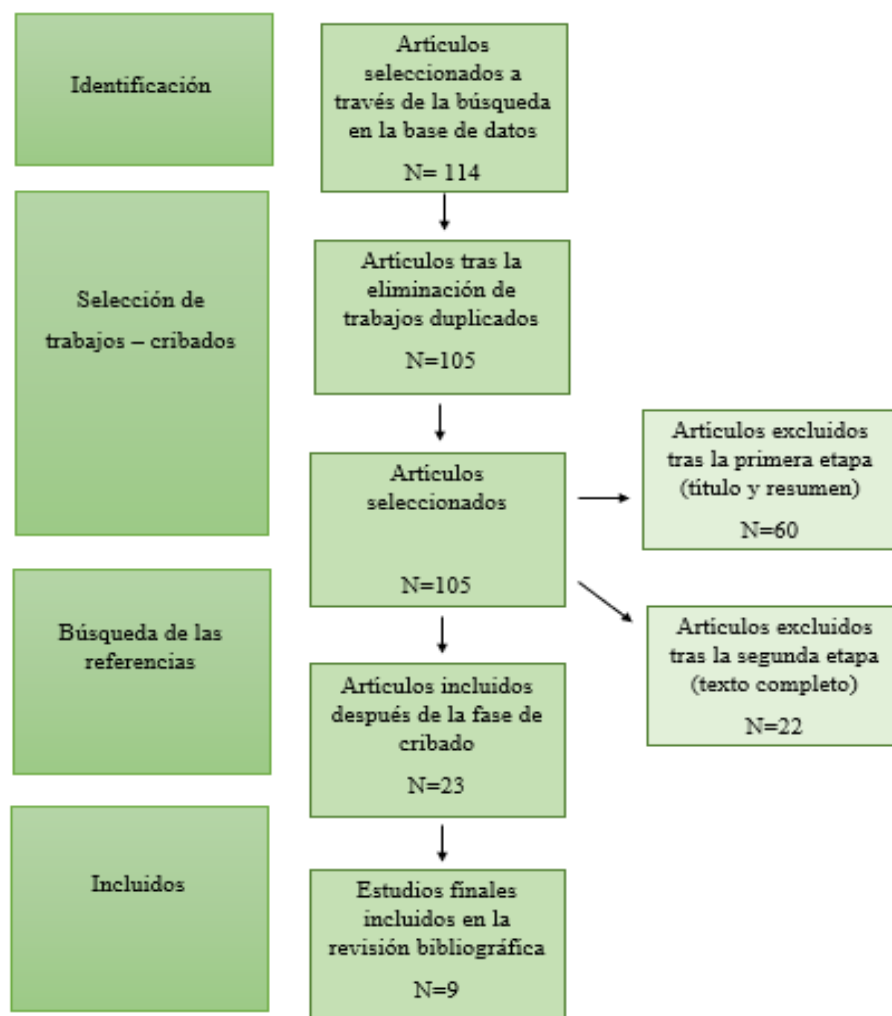 Identificación
Artículos
seleccionados a
través de la búsqueda
en la base de datos
N= 114
Selección de
trabajos – cribados
Artículos tras la
eliminación de
trabajos duplicados
N=105
Artículos
seleccionados
N=105
Artículos excluidos
tras la primera etapa
(título y resumen)
N=60
Artículos excluidos
tras la segunda etapa
(texto completo)
N=22
Búsqueda de las
referencias
Artículos incluidos
después de la fase de
cribado
N=23
Incluidos
Estudios finales
incluidos en la
revisión bibliográfica
N=9